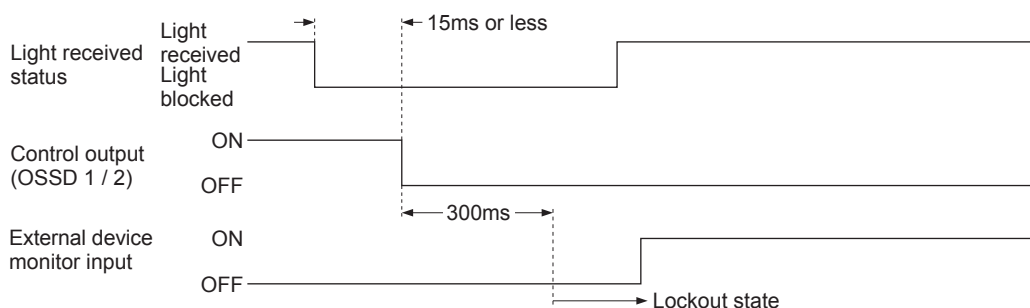 15ms or less
Light received
status
Light
received
Light
blocked
Control output
(OSSD 1 / 2)
ON
OFF
300ms
External device
monitor input
ON
OFF
Lockout state